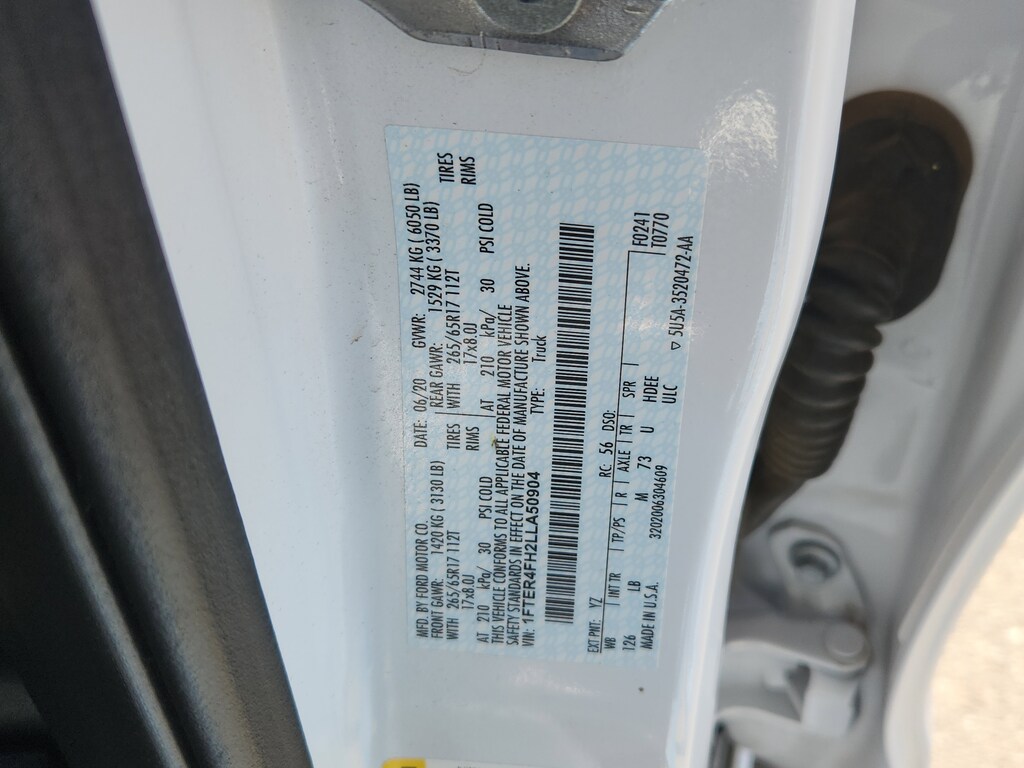 MFD. BY FORD MOTOR CO. DATE: 06/20 GVWR: 2744 KG ( 6050 LB)
FRONT GAWR: 1420 KG ( 3130 LB) REAR GAWR: 1529 KG ( 3370 LB)
WITH 265/65R17 112T TIRES WITH 265/65R17 112T TIRES
17x8.0J RIMS 17x8.0J RIMS
AT 210 kPa/ 30 PSI COLD AT 210 kPa/ 30 PSI COLD
THIS VEHICLE CONFORMS TO ALL APPLICABLE FEDERAL MOTOR VEHICLE
SAFETY STANDARDS IN EFFECT ON THE DATE OF MANUFACTURE SHOWN ABOVE.
VIN: 1FTER4FH2LLA50904 TYPE: Truck
EXT PNT: YZ RC: 56 DSO:
WB INT TR TP/PS R AXLE TR SPR F0241
126 LB M 73 U HDEE T0770
MADE IN U.S.A. 3202006304609 ULC
▽ 5U5A-3520472-AA